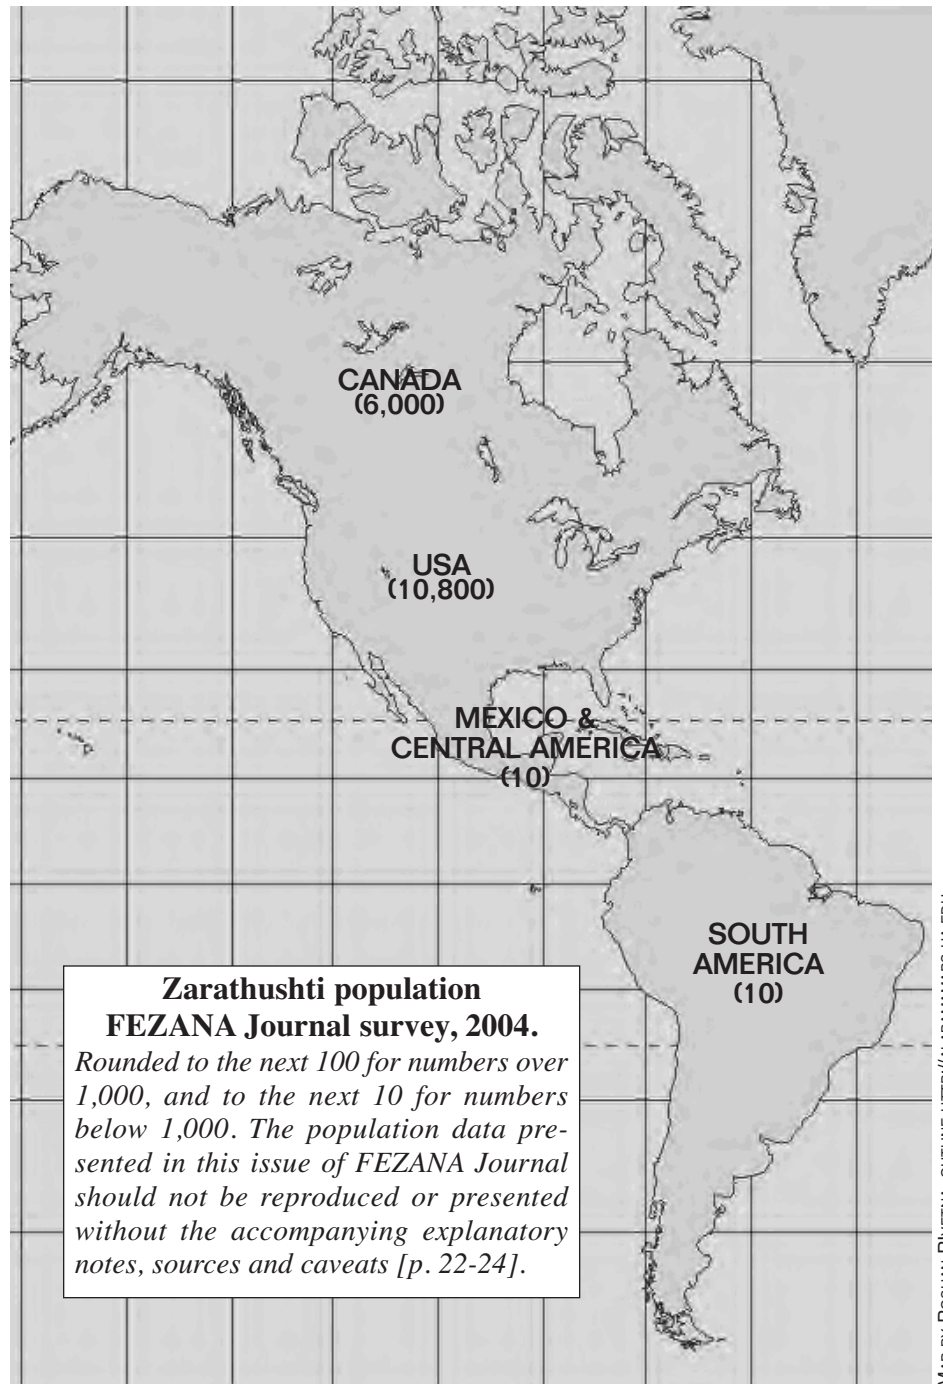 CANADA
(6,000)
USA
(10,800)
MEXICO &
CENTRAL AMERICA
(10)
SOUTH
AMERICA
(10)
Zarathushti population
FEZANA Journal survey, 2004.
Rounded to the next 100 for numbers over
1,000, and to the next 10 for numbers
below 1,000. The population data pre-
sented in this issue of FEZANA Journal
should not be reproduced or presented
without the accompanying explanatory
notes, sources and caveats [p. 22-24].